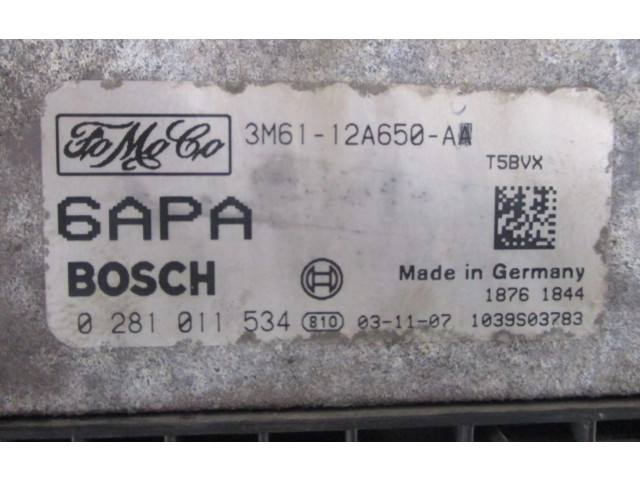 FoMoCo 3M61-12A650-AA
T5BVX
6APA
BOSCH Made in Germany
1876 1844
0 281 011 534 810 03-11-07 1039S03783